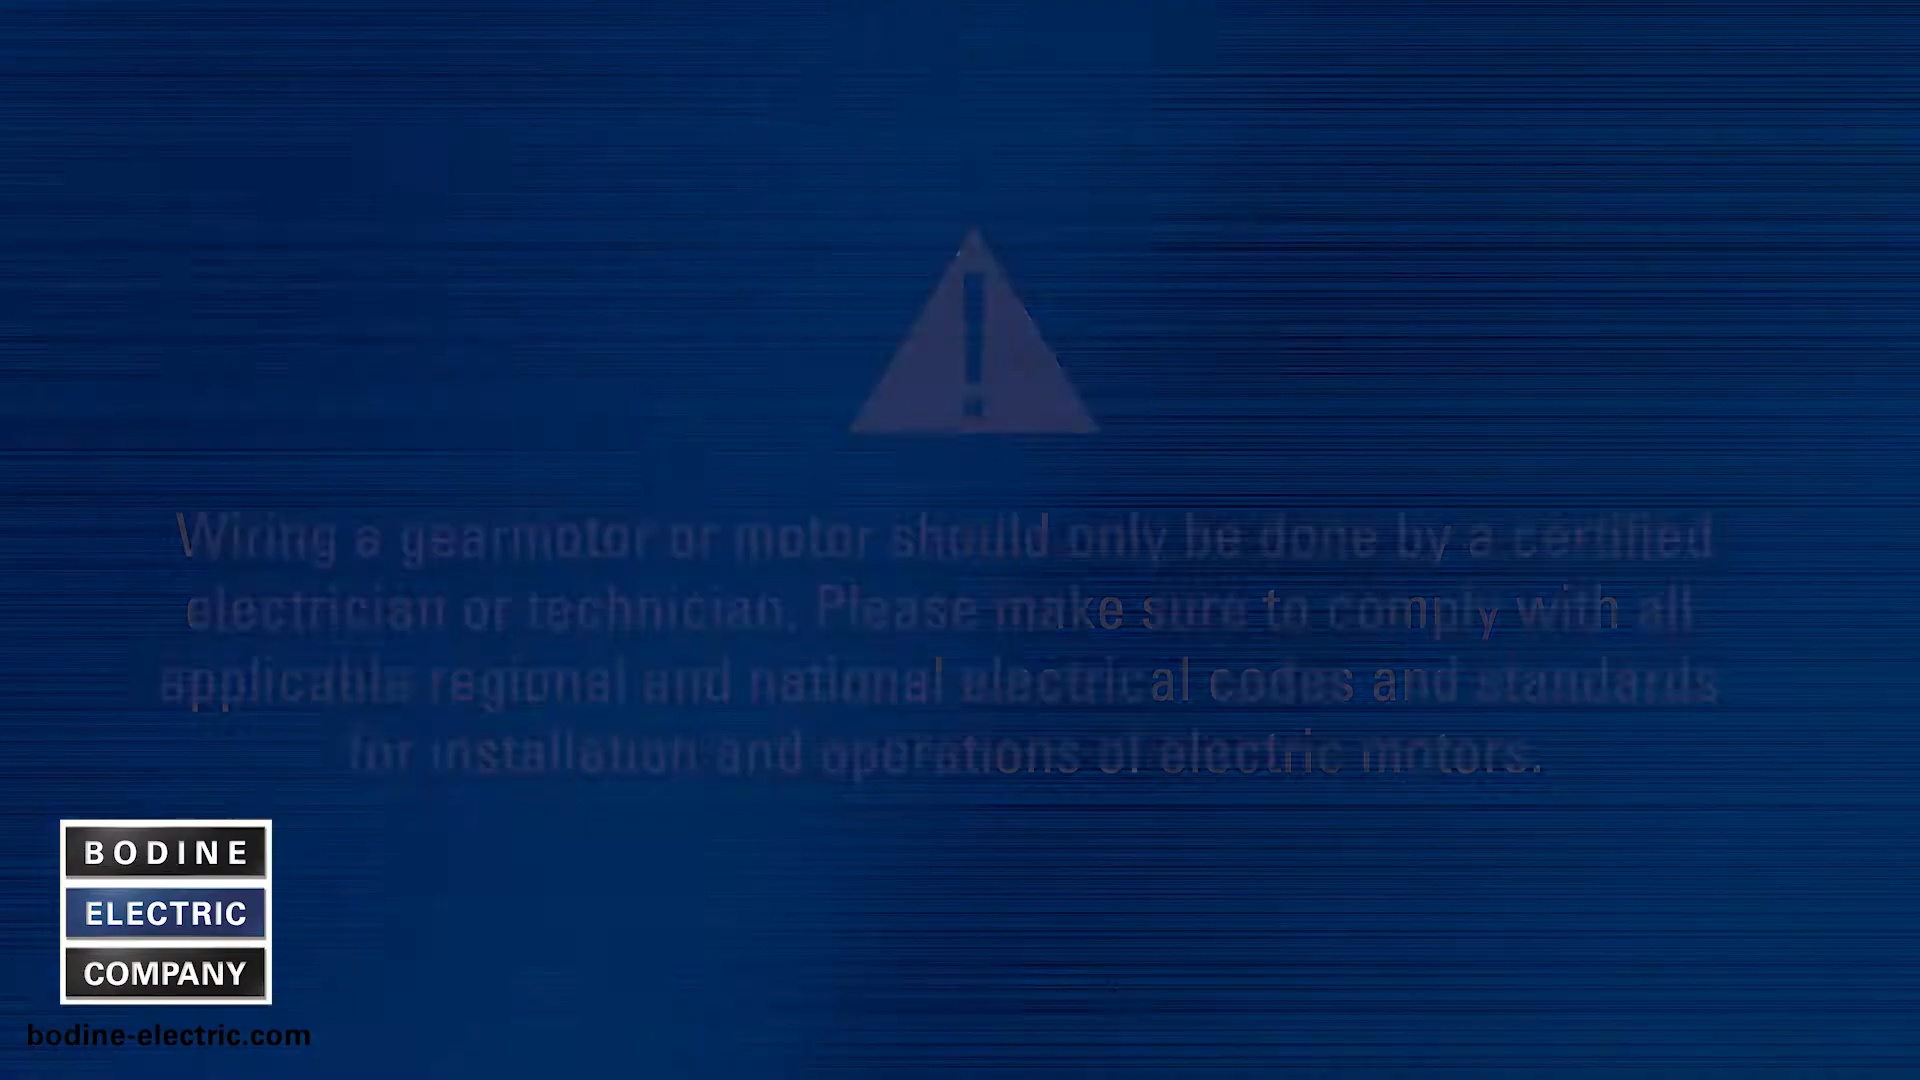 Wiring a gearmotor or motor should only be done by a certified
electrician or technician. Please make sure to comply with all
applicable regional and national electrical codes and standards
for installation and operations of electric motors.
BODINE
ELECTRIC
COMPANY
bodine-electric.com